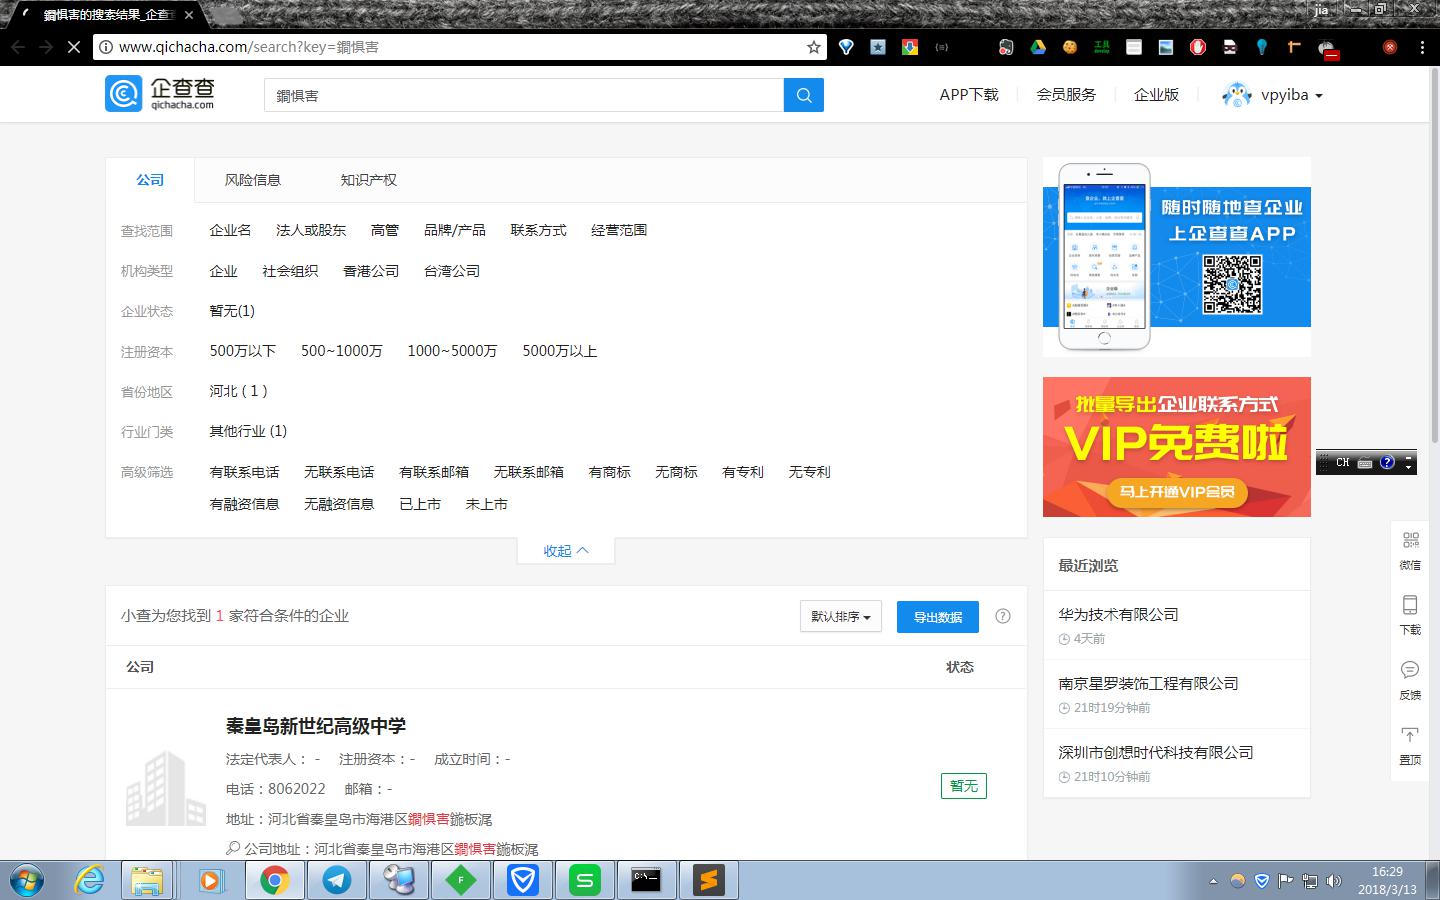 鐗惧害的搜索结果_企查
jia
www.qichacha.com/search?key=鐗惧害
企查查
qichacha.com
鐗惧害
APP下载
会员服务
企业版
vpyiba
公司
风险信息
知识产权
查找范围 企业名 法人或股东 高管 品牌/产品 联系方式 经营范围
机构类型 企业 社会组织 香港公司 台湾公司
企业状态 暂无(1)
注册资本 500万以下 500~1000万 1000~5000万 5000万以上
省份地区 河北 ( 1 )
行业门类 其他行业 (1)
高级筛选 有联系电话 无联系电话 有联系邮箱 无联系邮箱 有商标 无商标 有专利 无专利
有融资信息 无融资信息 已上市 未上市
收起
小查为您找到 1 家符合条件的企业
默认排序
导出数据
公司
状态
秦皇岛新世纪高级中学
法定代表人： - 注册资本：- 成立时间：-
电话：8062022 邮箱：-
地址：河北省秦皇岛市海港区鐗惧害鍦板浘
公司地址：河北省秦皇岛市海港区鐗惧害鍦板浘
暂无
随时随地查企业
上企查查APP
批量导出企业联系方式
VIP免费啦
马上开通VIP会员
CH
最近浏览
华为技术有限公司
4天前
南京星罗装饰工程有限公司
21时19分钟前
深圳市创想时代科技有限公司
21时10分钟前
微信
下载
反馈
置顶
16:29
2018/3/13